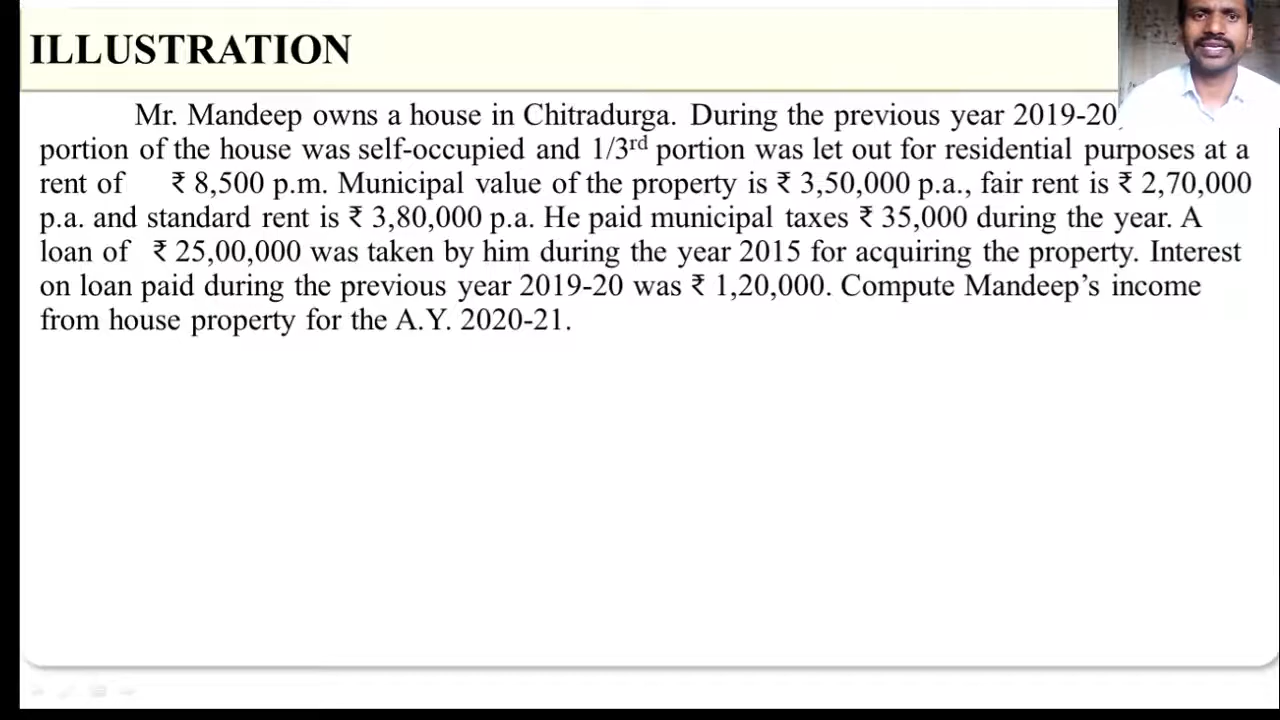 ILLUSTRATION
Mr. Mandeep owns a house in Chitradurga. During the previous year 2019-20,
portion of the house was self-occupied and 1/3rd portion was let out for residential purposes at a
rent of ₹ 8,500 p.m. Municipal value of the property is ₹ 3,50,000 p.a., fair rent is ₹ 2,70,000
p.a. and standard rent is ₹ 3,80,000 p.a. He paid municipal taxes ₹ 35,000 during the year. A
loan of ₹ 25,00,000 was taken by him during the year 2015 for acquiring the property. Interest
on loan paid during the previous year 2019-20 was ₹ 1,20,000. Compute Mandeep’s income
from house property for the A.Y. 2020-21.